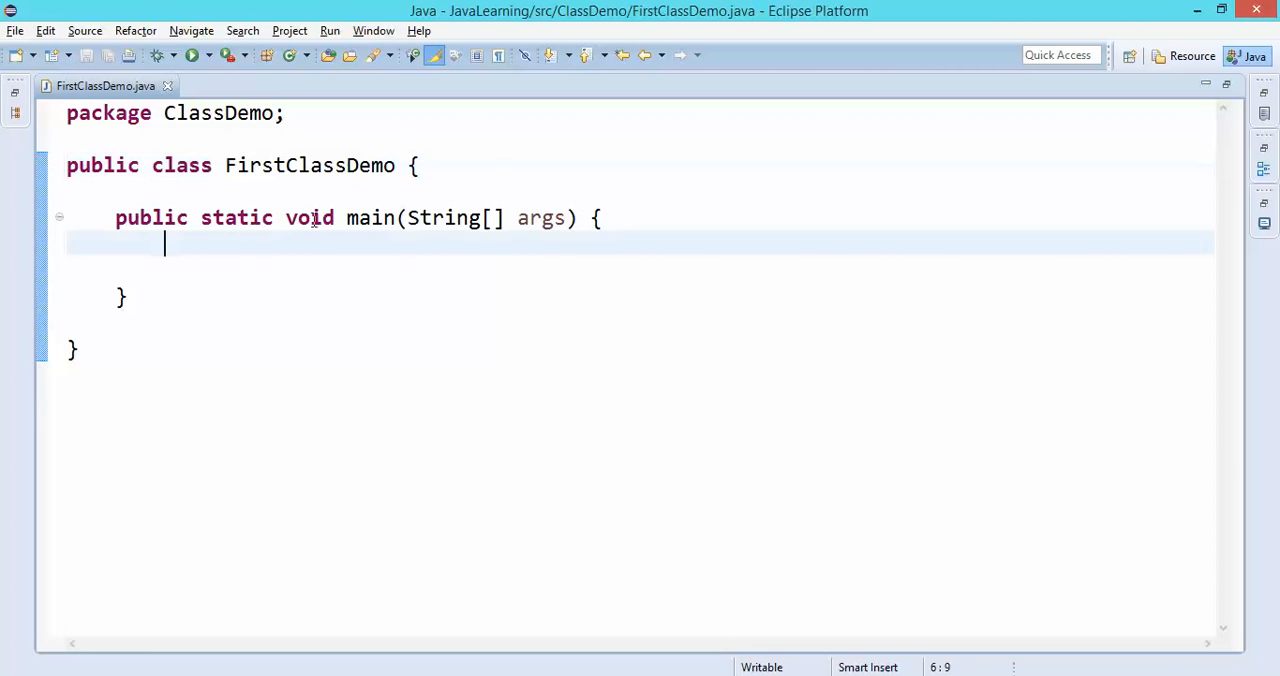 Java - JavaLearning/src/ClassDemo/FirstClassDemo.java - Eclipse Platform
File Edit Source Refactor Navigate Search Project Run Window Help
Quick Access Resource Java
FirstClassDemo.java
package ClassDemo;
public class FirstClassDemo {
public static void main(String[] args) {
}
}
Writable Smart Insert 6 : 9